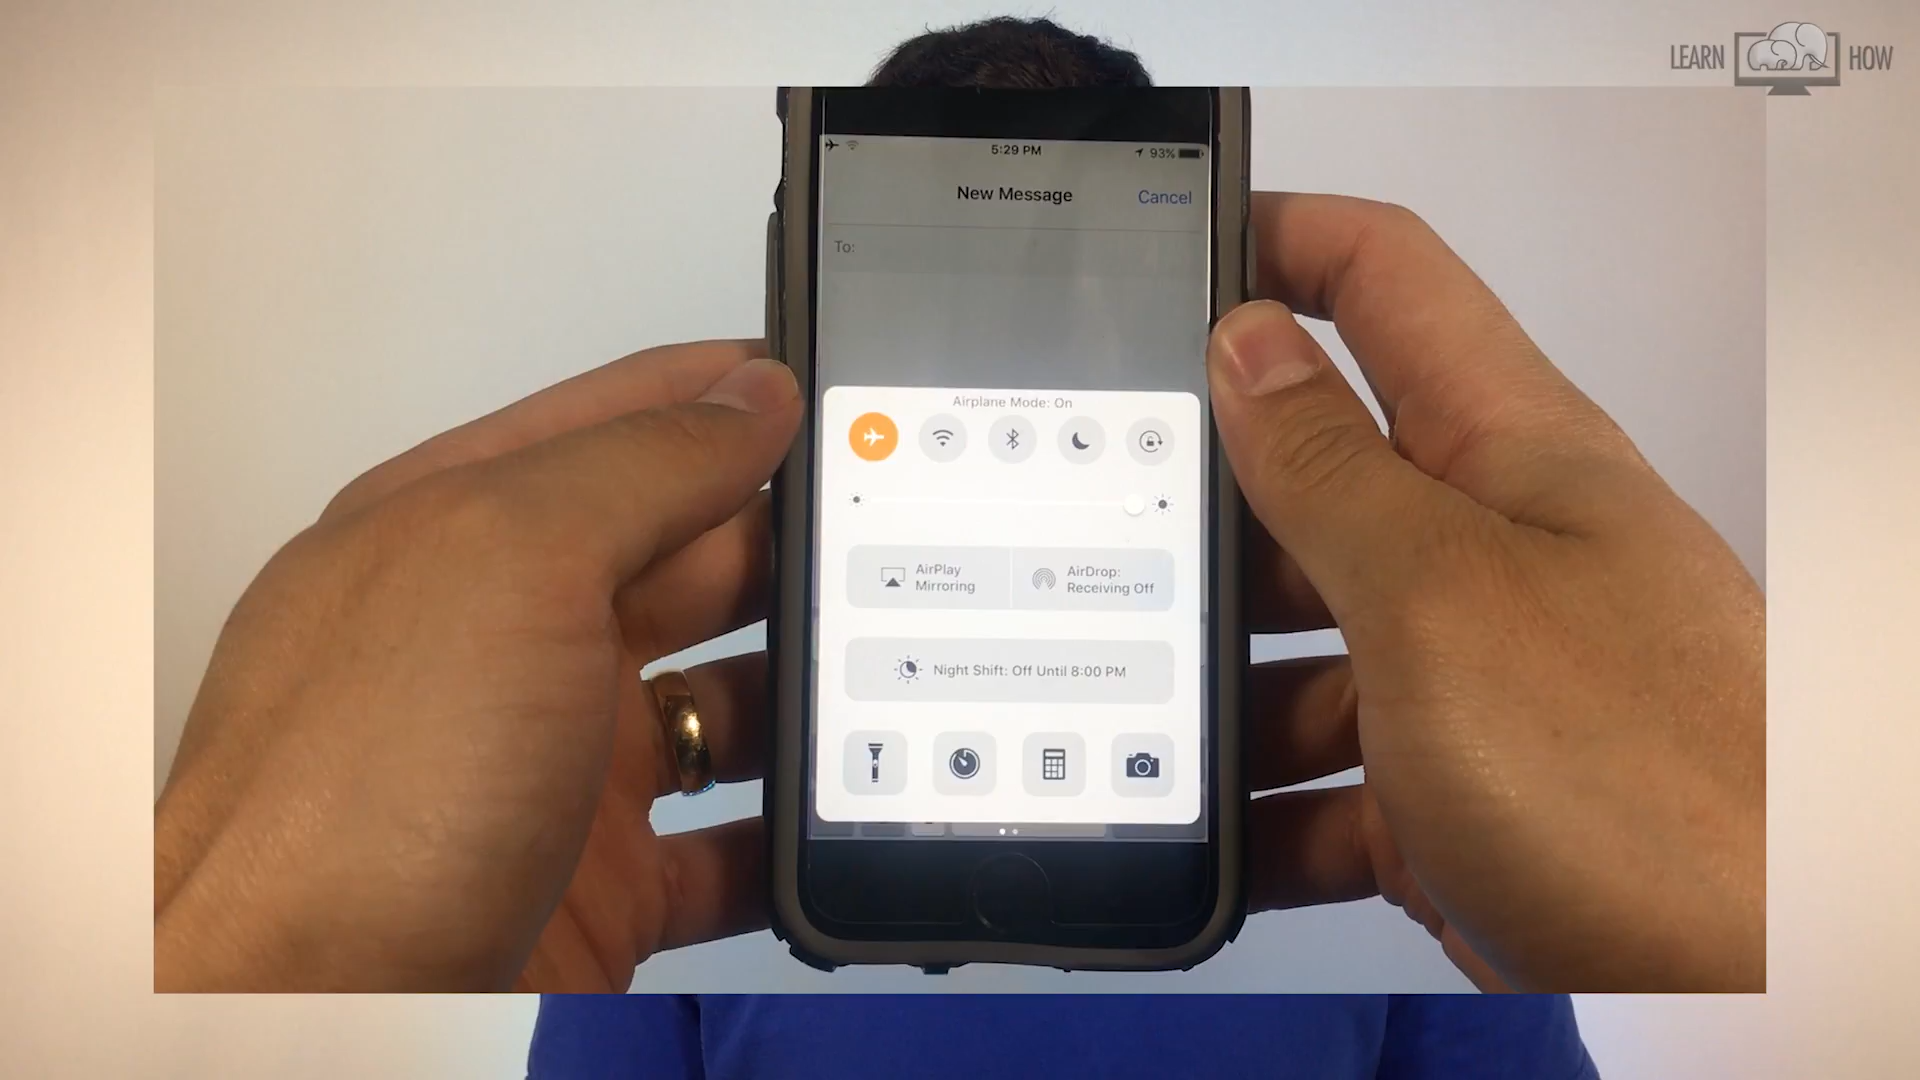 LEARN HOW
5:29 PM
93%
New Message
Cancel
To:
Airplane Mode: On
AirPlay
Mirroring
AirDrop:
Receiving Off
Night Shift: Off Until 8:00 PM